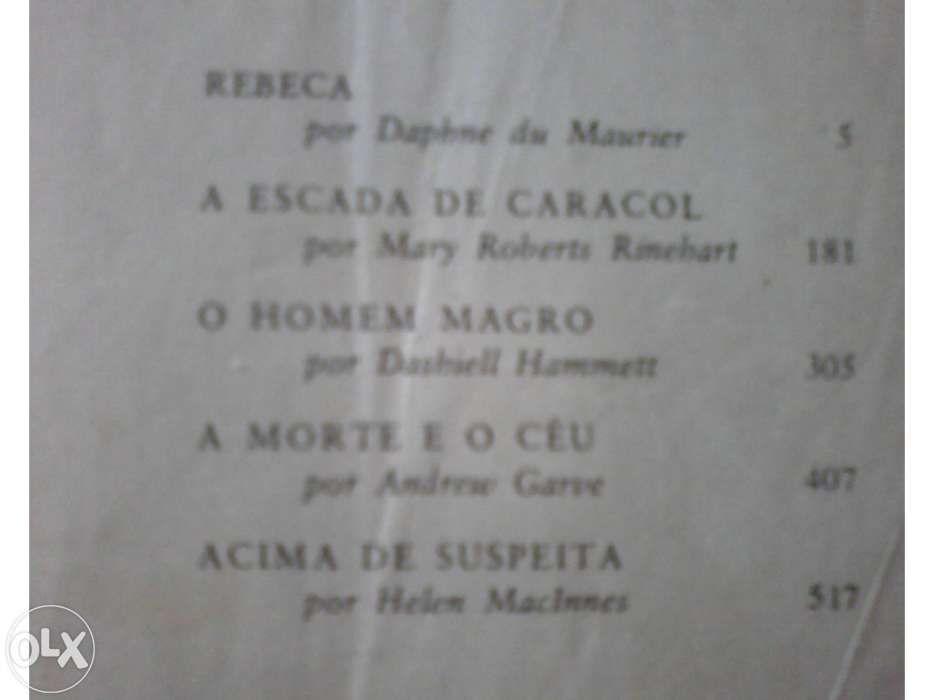 REBECA
por Daphne du Maurier 5
A ESCADA DE CARACOL
por Mary Roberts Rinehart 181
O HOMEM MAGRO
por Dashiell Hammett 305
A MORTE E O CÉU
por Andrew Garve 407
ACIMA DE SUSPEITA
por Helen MacInnes 517
OLX